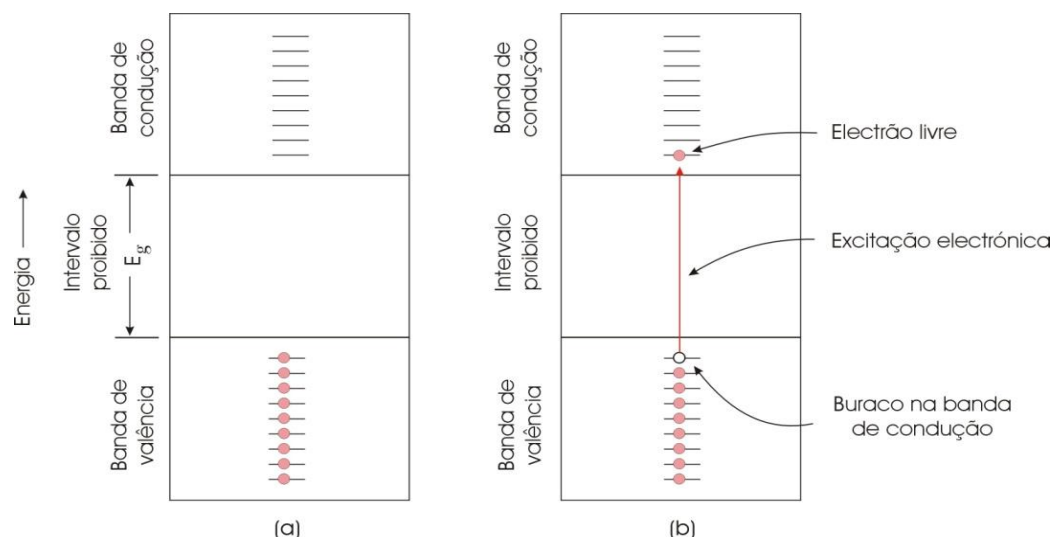 Energia
Banda de
condução
Intervalo
proibido
E_g
Banda de
valência
(a)
Banda de
condução
Intervalo
proibido
Banda de
valência
Electrão livre
Excitação electrónica
Buraco na banda
de condução
(b)